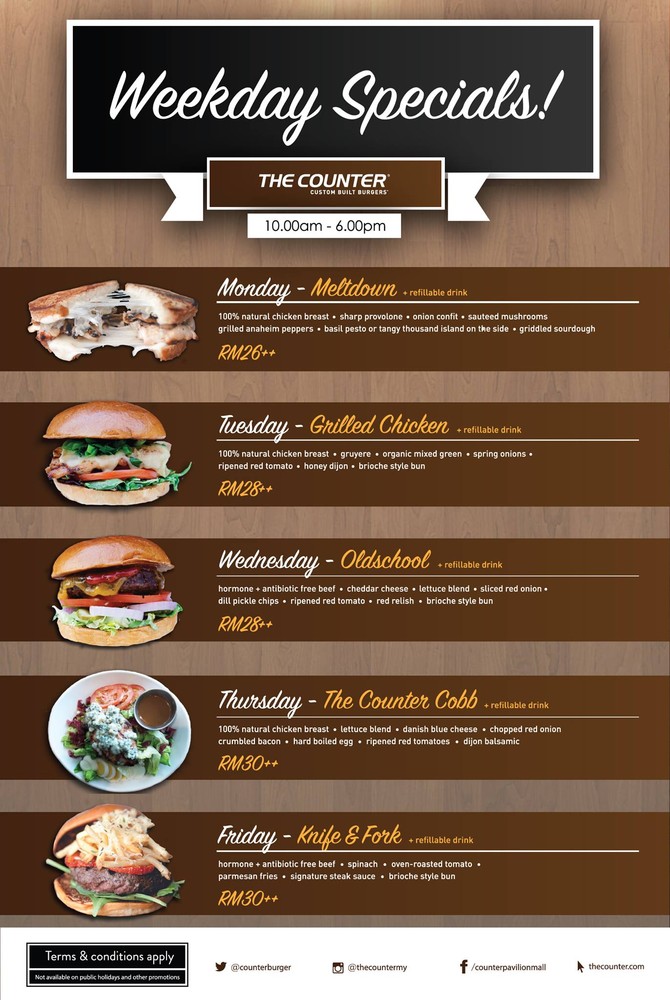 Weekday Specials!
THE COUNTER®
CUSTOM BUILT BURGERS®
10.00am - 6.00pm
Monday - Meltdown + refillable drink
100% natural chicken breast • sharp provolone • onion confit • sauteed mushrooms
grilled anaheim peppers • basil pesto or tangy thousand island on the side • griddled sourdough
RM26++
Tuesday - Grilled Chicken + refillable drink
100% natural chicken breast • gruyere • organic mixed green • spring onions •
ripened red tomato • honey dijon • brioche style bun
RM28++
Wednesday - Oldschool + refillable drink
hormone + antibiotic free beef • cheddar cheese • lettuce blend • sliced red onion •
dill pickle chips • ripened red tomato • red relish • brioche style bun
RM28++
Thursday - The Counter Cobb + refillable drink
100% natural chicken breast • lettuce blend • danish blue cheese • chopped red onion
crumbled bacon • hard boiled egg • ripened red tomatoes • dijon balsamic
RM30++
Friday - Knife & Fork + refillable drink
hormone + antibiotic free beef • spinach • oven-roasted tomato •
parmesan fries • signature steak sauce • brioche style bun
RM30++
Terms & conditions apply
Not available on public holidays and other promotions
@counterburger
@thecountermy
/counterpavilionmall
thecounter.com